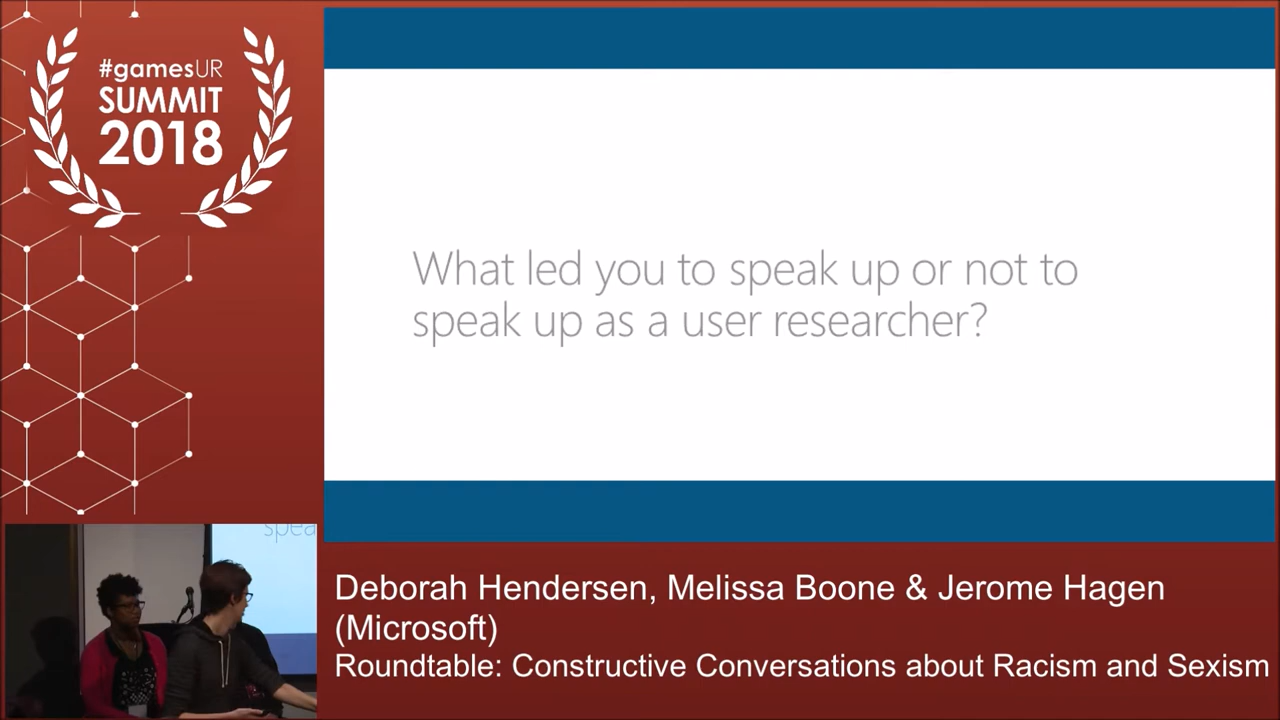 #gamesUR
SUMMIT
2018
What led you to speak up or not to
speak up as a user researcher?
spea
Deborah Hendersen, Melissa Boone & Jerome Hagen
(Microsoft)
Roundtable: Constructive Conversations about Racism and Sexism